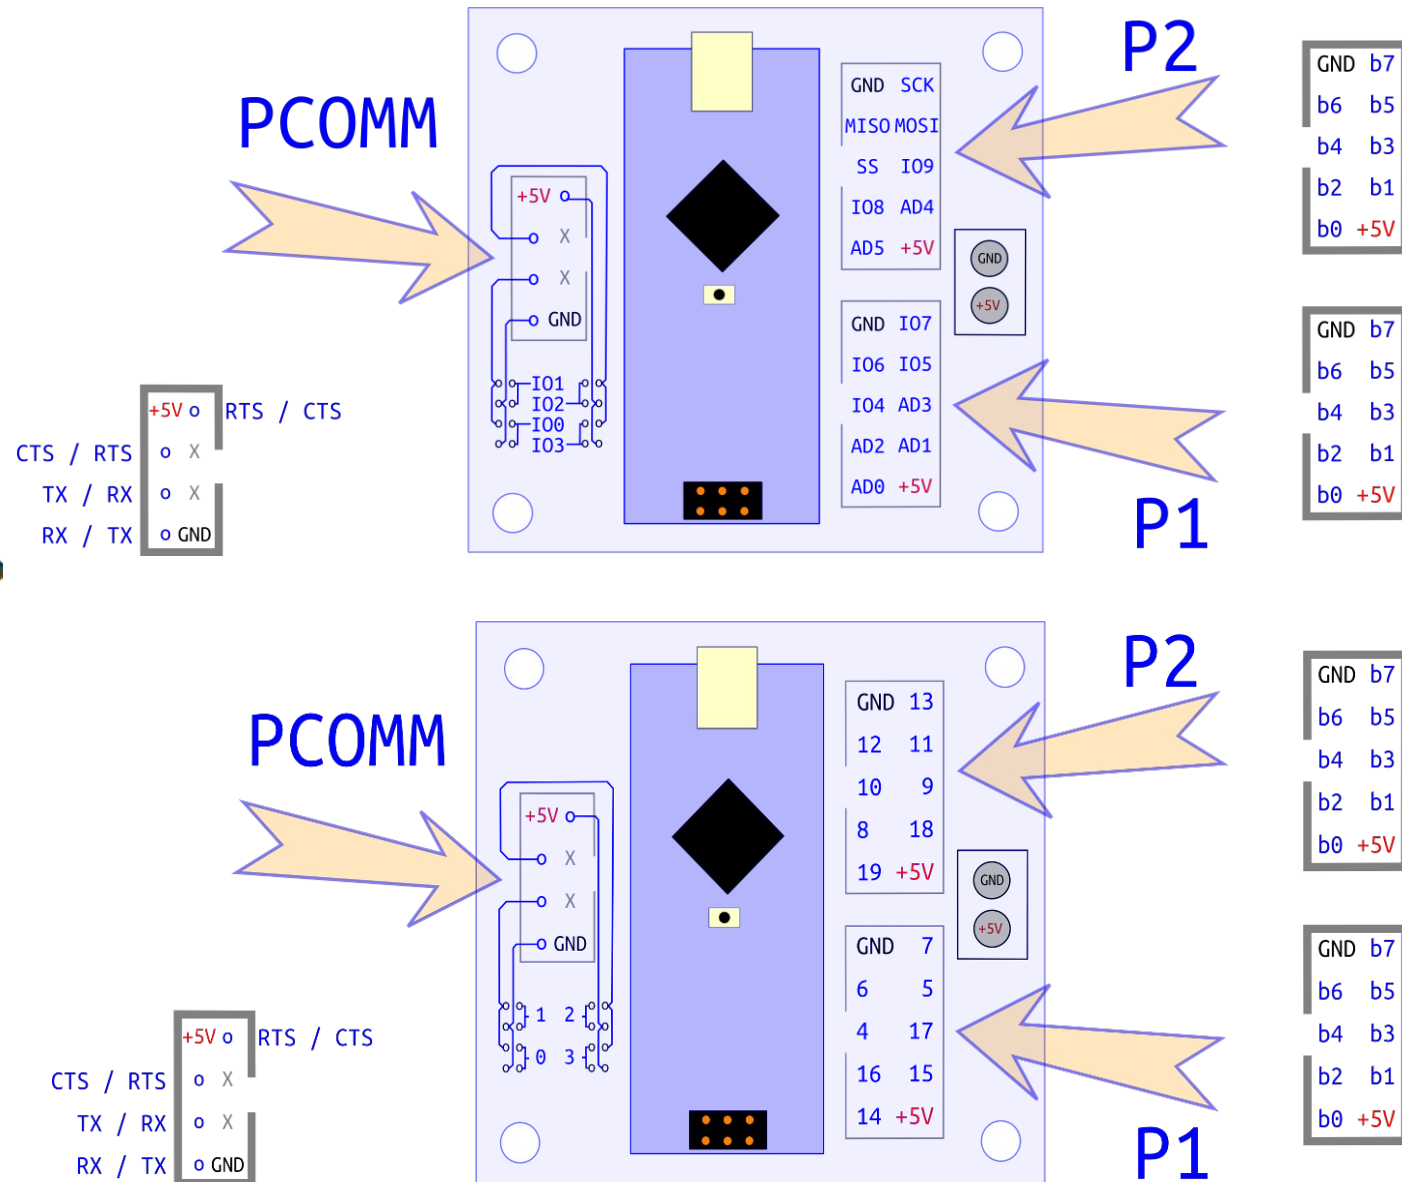 P2
PCOMM
GND SCK
MISO MOSI
SS IO9
IO8 AD4
AD5 +5V
GND b7
b6 b5
b4 b3
b2 b1
b0 +5V
+5V
X
X
GND
GND
+5V
GND IO7
IO6 IO5
IO4 AD3
AD2 AD1
AD0 +5V
GND b7
b6 b5
b4 b3
b2 b1
b0 +5V
IO1
IO2
IO0
IO3
+5V o RTS / CTS
CTS / RTS o X
TX / RX o X
RX / TX o GND
P1
P2
PCOMM
GND 13
12 11
10 9
8 18
19 +5V
GND b7
b6 b5
b4 b3
b2 b1
b0 +5V
+5V
X
X
GND
GND
+5V
GND 7
6 5
4 17
16 15
14 +5V
GND b7
b6 b5
b4 b3
b2 b1
b0 +5V
1 2
0 3
+5V o RTS / CTS
CTS / RTS o X
TX / RX o X
RX / TX o GND
P1